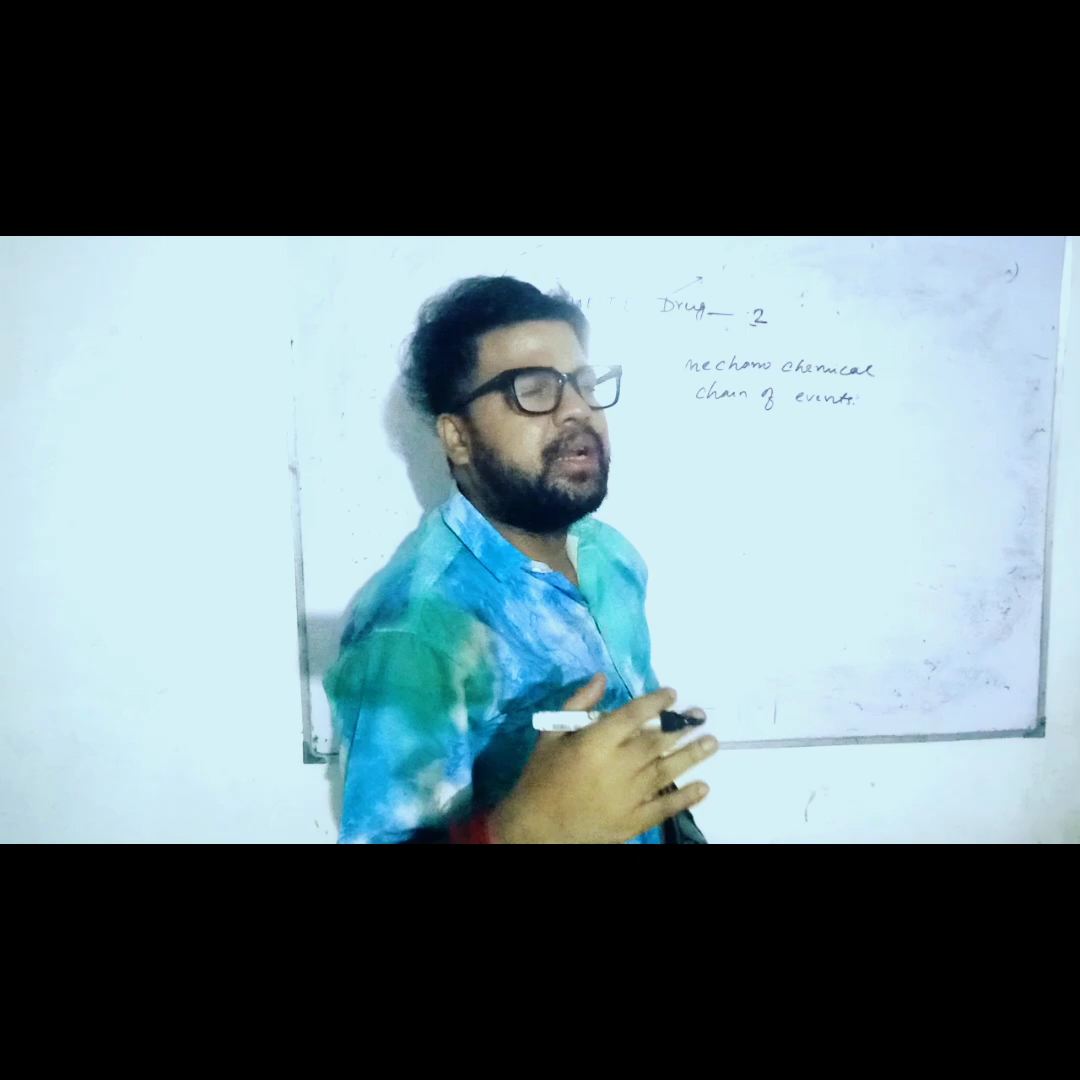 Drug — 2
mechano chemical
chain of events.